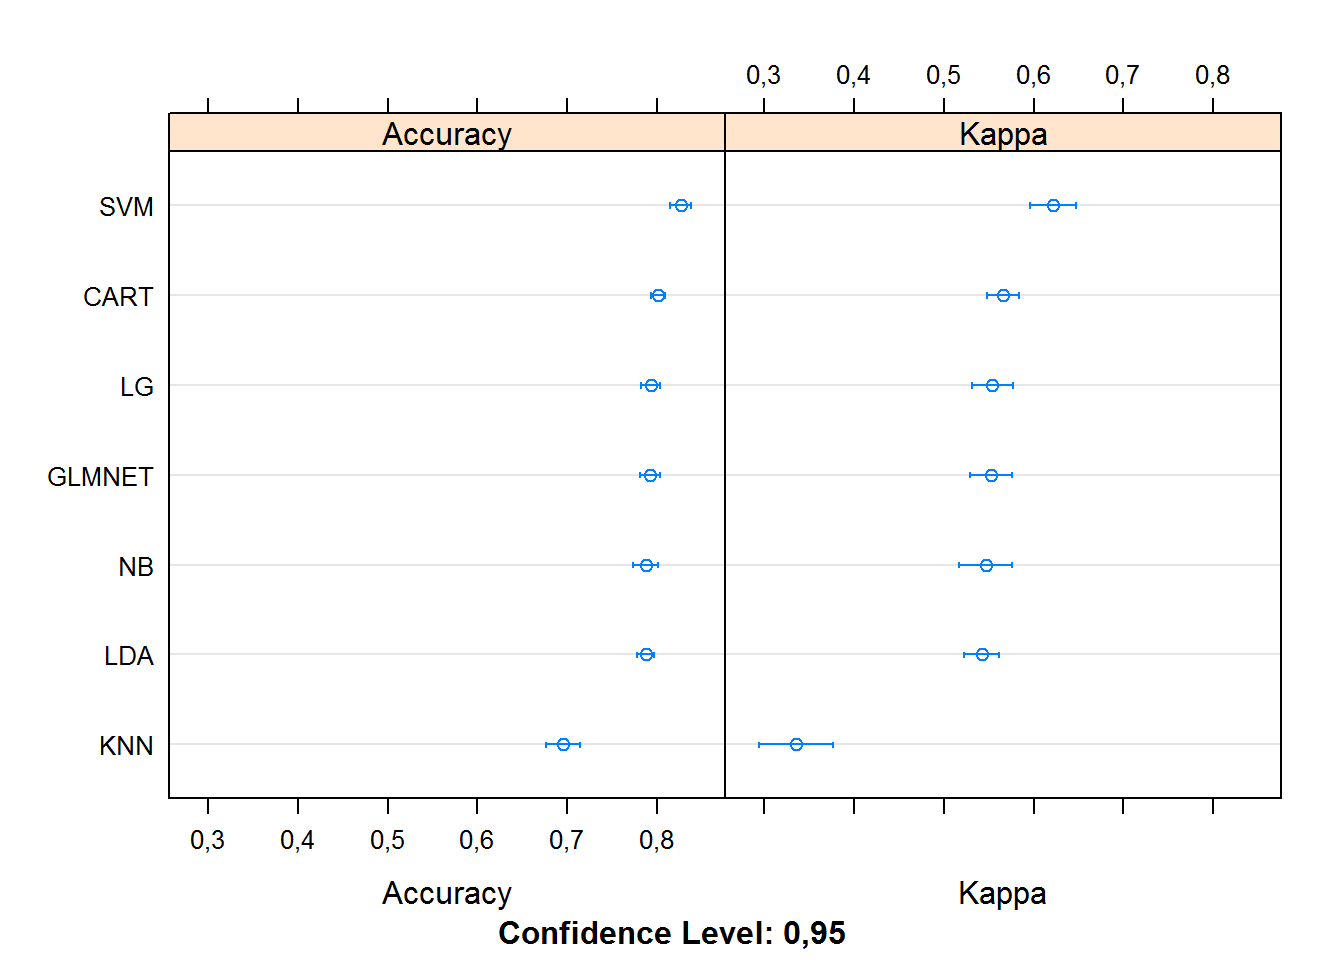 0,3 0,4 0,5 0,6 0,7 0,8
Accuracy Kappa
SVM
CART
LG
GLMNET
NB
LDA
KNN
0,3 0,4 0,5 0,6 0,7 0,8
Accuracy Kappa
Confidence Level: 0,95